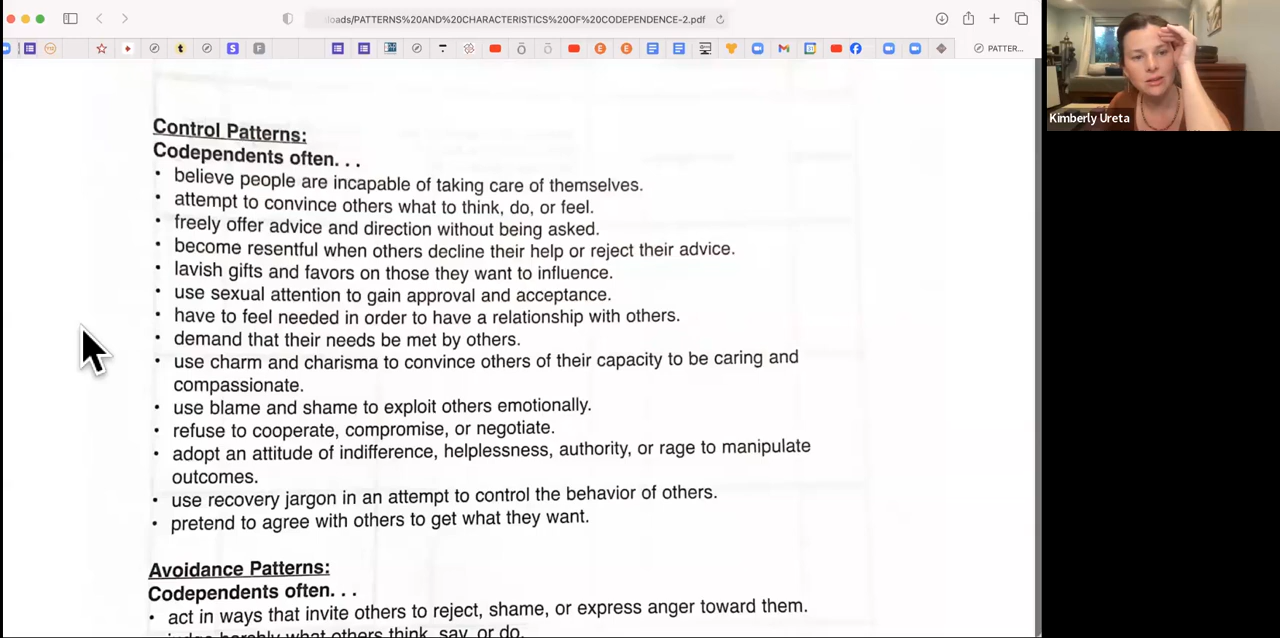 loads/PATTERNS%20AND%20CHARACTERISTICS%20OF%20CODEPENDENCE-2.pdf
PATTER...
Kimberly Ureta
Control Patterns:
Codependents often. . .
• believe people are incapable of taking care of themselves.
• attempt to convince others what to think, do, or feel.
• freely offer advice and direction without being asked.
• become resentful when others decline their help or reject their advice.
• lavish gifts and favors on those they want to influence.
• use sexual attention to gain approval and acceptance.
• have to feel needed in order to have a relationship with others.
• demand that their needs be met by others.
• use charm and charisma to convince others of their capacity to be caring and
compassionate.
• use blame and shame to exploit others emotionally.
• refuse to cooperate, compromise, or negotiate.
• adopt an attitude of indifference, helplessness, authority, or rage to manipulate
outcomes.
• use recovery jargon in an attempt to control the behavior of others.
• pretend to agree with others to get what they want.
Avoidance Patterns:
Codependents often. . .
• act in ways that invite others to reject, shame, or express anger toward them.
judge harshly what others think, say, or do.